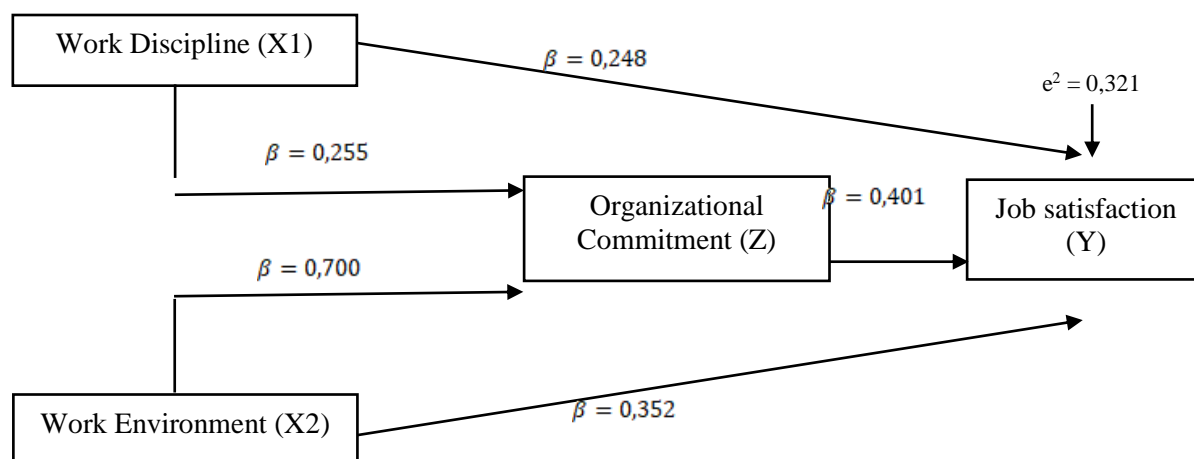 Work Discipline (X1)
β = 0,248
e² = 0,321
β = 0,255
Organizational
Commitment (Z)
β = 0,401
Job satisfaction
(Y)
β = 0,700
Work Environment (X2)
β = 0,352